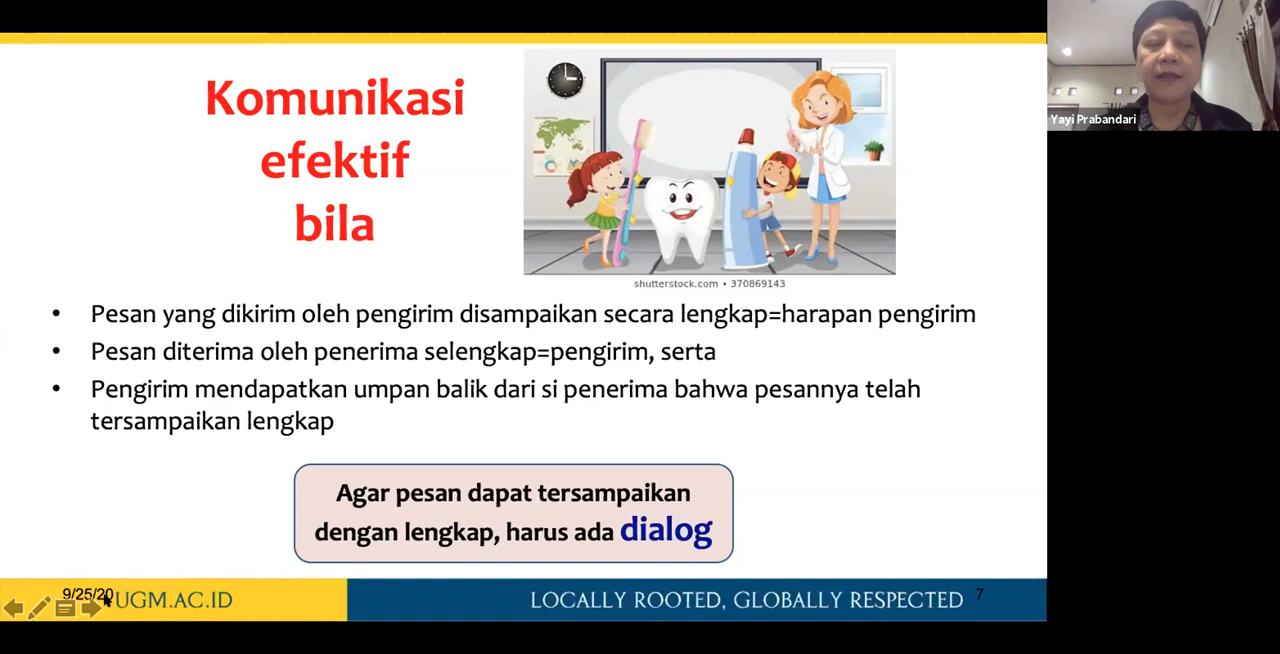 Komunikasi
efektif
bila
shutterstock.com • 370869143
Yayi Prabandari
• Pesan yang dikirim oleh pengirim disampaikan secara lengkap=harapan pengirim
• Pesan diterima oleh penerima selengkap=pengirim, serta
• Pengirim mendapatkan umpan balik dari si penerima bahwa pesannya telah
tersampaikan lengkap
Agar pesan dapat tersampaikan
dengan lengkap, harus ada dialog
9/25/20
UGM.AC.ID
LOCALLY ROOTED, GLOBALLY RESPECTED
7